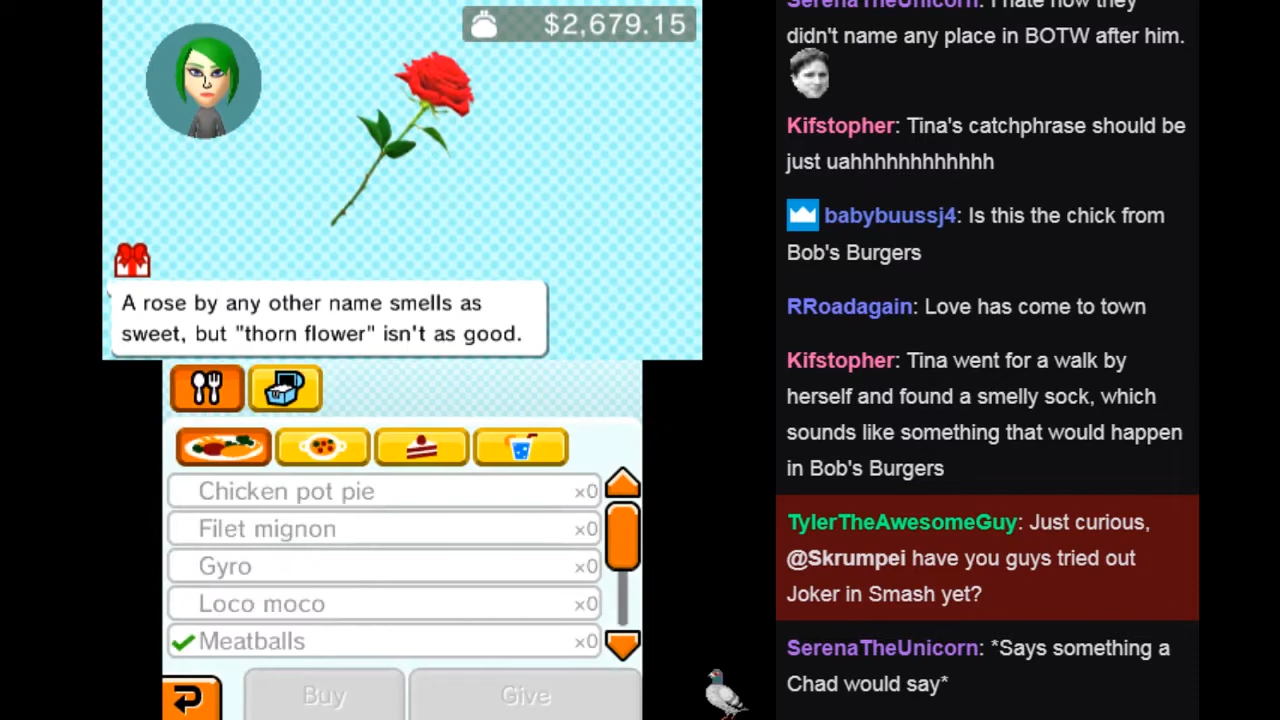 $2,679.15
A rose by any other name smells as
sweet, but "thorn flower" isn't as good.
Chicken pot pie ×0
Filet mignon ×0
Gyro ×0
Loco moco ×0
Meatballs ×0
Buy Give
SerenaTheUnicorn: I hate how they
didn't name any place in BOTW after him.
Kifstopher: Tina's catchphrase should be
just uahhhhhhhhhhhh
babybuussj4: Is this the chick from
Bob's Burgers
RRoadagain: Love has come to town
Kifstopher: Tina went for a walk by
herself and found a smelly sock, which
sounds like something that would happen
in Bob's Burgers
TylerTheAwesomeGuy: Just curious,
@Skrumpei have you guys tried out
Joker in Smash yet?
SerenaTheUnicorn: *Says something a
Chad would say*